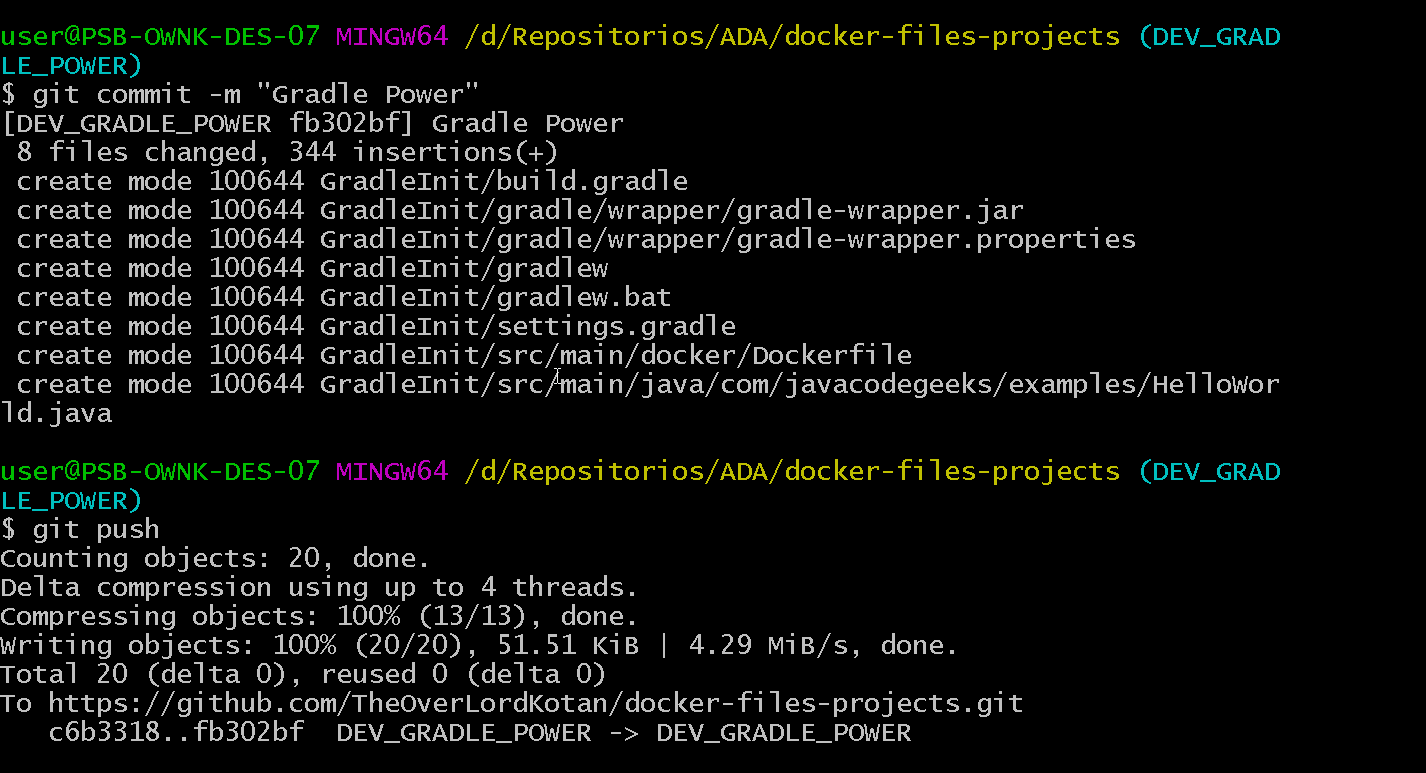 user@PSB-OWNK-DES-07 MINGW64 /d/Repositorios/ADA/docker-files-projects (DEV_GRAD
LE_POWER)
$ git commit -m "Gradle Power"
[DEV_GRADLE_POWER fb302bf] Gradle Power
 8 files changed, 344 insertions(+)
 create mode 100644 GradleInit/build.gradle
 create mode 100644 GradleInit/gradle/wrapper/gradle-wrapper.jar
 create mode 100644 GradleInit/gradle/wrapper/gradle-wrapper.properties
 create mode 100644 GradleInit/gradlew
 create mode 100644 GradleInit/gradlew.bat
 create mode 100644 GradleInit/settings.gradle
 create mode 100644 GradleInit/src/main/docker/Dockerfile
 create mode 100644 GradleInit/src/main/java/com/javacodegeeks/examples/HelloWor
ld.java
user@PSB-OWNK-DES-07 MINGW64 /d/Repositorios/ADA/docker-files-projects (DEV_GRAD
LE_POWER)
$ git push
Counting objects: 20, done.
Delta compression using up to 4 threads.
Compressing objects: 100% (13/13), done.
Writing objects: 100% (20/20), 51.51 KiB | 4.29 MiB/s, done.
Total 20 (delta 0), reused 0 (delta 0)
To https://github.com/TheOverLordKotan/docker-files-projects.git
   c6b3318..fb302bf  DEV_GRADLE_POWER -> DEV_GRADLE_POWER